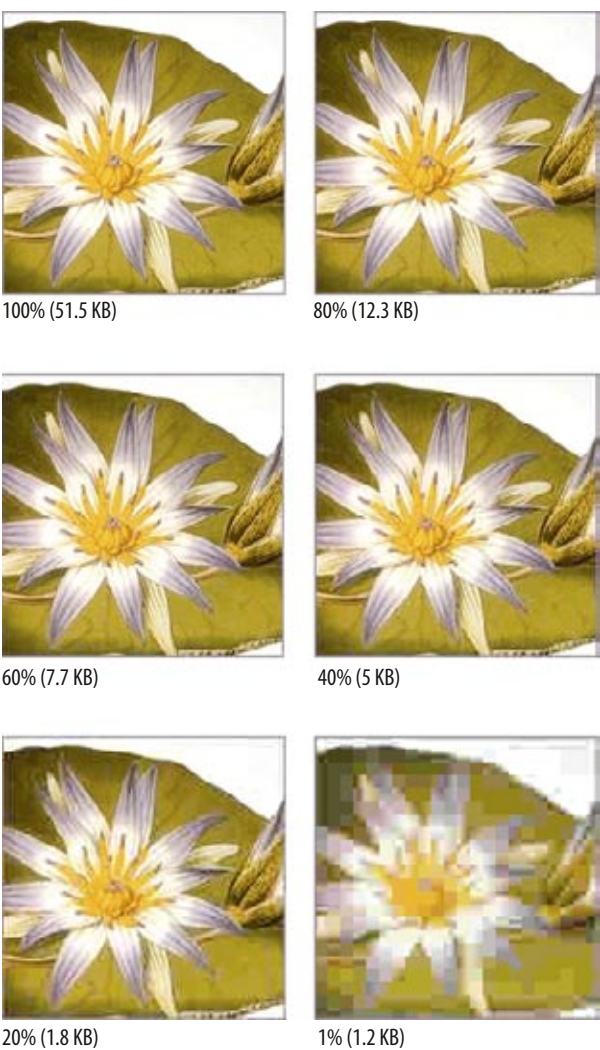 100% (51.5 KB)
80% (12.3 KB)
60% (7.7 KB)
40% (5 KB)
20% (1.8 KB)
1% (1.2 KB)